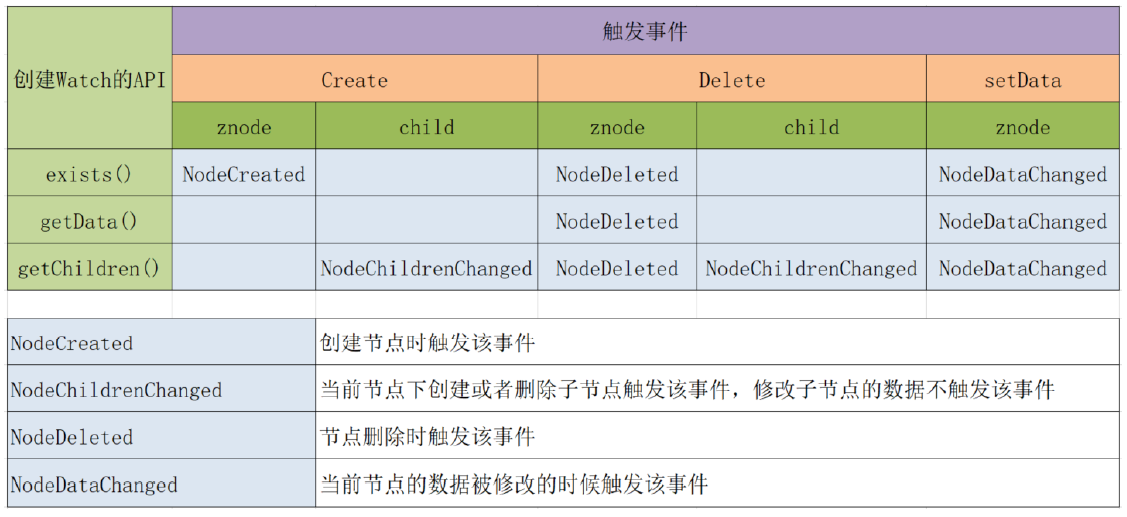 触发事件
创建Watch的API
Create Delete setData
znode child znode child znode
exists() NodeCreated NodeDeleted NodeDataChanged
getData() NodeDeleted NodeDataChanged
getChildren() NodeChildrenChanged NodeDeleted NodeChildrenChanged NodeDataChanged
NodeCreated 创建节点时触发该事件
NodeChildrenChanged 当前节点下创建或者删除子节点触发该事件，修改子节点的数据不触发该事件
NodeDeleted 节点删除时触发该事件
NodeDataChanged 当前节点的数据被修改的时候触发该事件